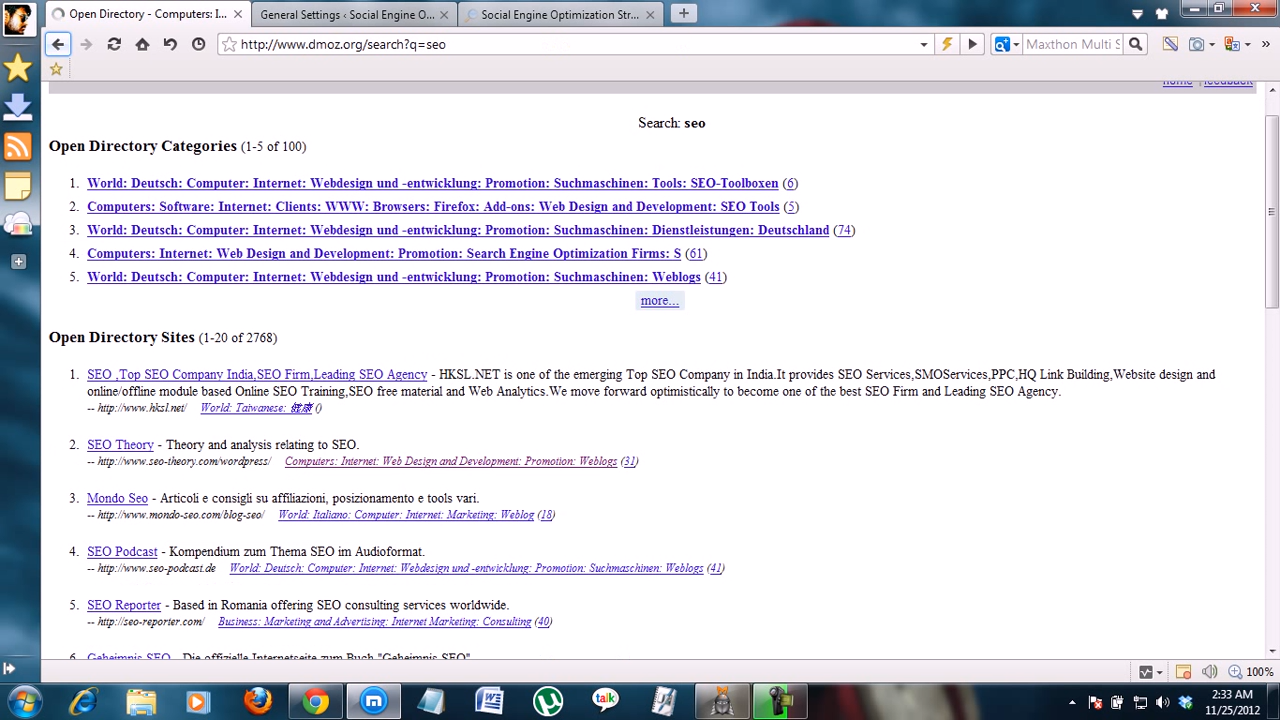 Open Directory - Computers: I...
General Settings ‹ Social Engine O...
Social Engine Optimization Str...
http://www.dmoz.org/search?q=seo
Maxthon Multi S
home | feedback
Search: seo
Open Directory Categories (1-5 of 100)
1. World: Deutsch: Computer: Internet: Webdesign und -entwicklung: Promotion: Suchmaschinen: Tools: SEO-Toolboxen (6)
2. Computers: Software: Internet: Clients: WWW: Browsers: Firefox: Add-ons: Web Design and Development: SEO Tools (5)
3. World: Deutsch: Computer: Internet: Webdesign und -entwicklung: Promotion: Suchmaschinen: Dienstleistungen: Deutschland (74)
4. Computers: Internet: Web Design and Development: Promotion: Search Engine Optimization Firms: S (61)
5. World: Deutsch: Computer: Internet: Webdesign und -entwicklung: Promotion: Suchmaschinen: Weblogs (41)
more...
Open Directory Sites (1-20 of 2768)
1. SEO ,Top SEO Company India,SEO Firm,Leading SEO Agency - HKSL.NET is one of the emerging Top SEO Company in India.It provides SEO Services,SMOServices,PPC,HQ Link Building,Website design and
online/offline module based Online SEO Training,SEO free material and Web Analytics.We move forward optimistically to become one of the best SEO Firm and Leading SEO Agency.
-- http://www.hksl.net/ World: Taiwanese: 健康 ()
2. SEO Theory - Theory and analysis relating to SEO.
-- http://www.seo-theory.com/wordpress/ Computers: Internet: Web Design and Development: Promotion: Weblogs (31)
3. Mondo Seo - Articoli e consigli su affiliazioni, posizionamento e tools vari.
-- http://www.mondo-seo.com/blog-seo/ World: Italiano: Computer: Internet: Marketing: Weblog (18)
4. SEO Podcast - Kompendium zum Thema SEO im Audioformat.
-- http://www.seo-podcast.de World: Deutsch: Computer: Internet: Webdesign und -entwicklung: Promotion: Suchmaschinen: Weblogs (41)
5. SEO Reporter - Based in Romania offering SEO consulting services worldwide.
-- http://seo-reporter.com/ Business: Marketing and Advertising: Internet Marketing: Consulting (40)
6. Geheimnis SEO - Die offizielle Internetseite zum Buch "Geheimnis SEO"
100%
talk
2:33 AM
11/25/2012